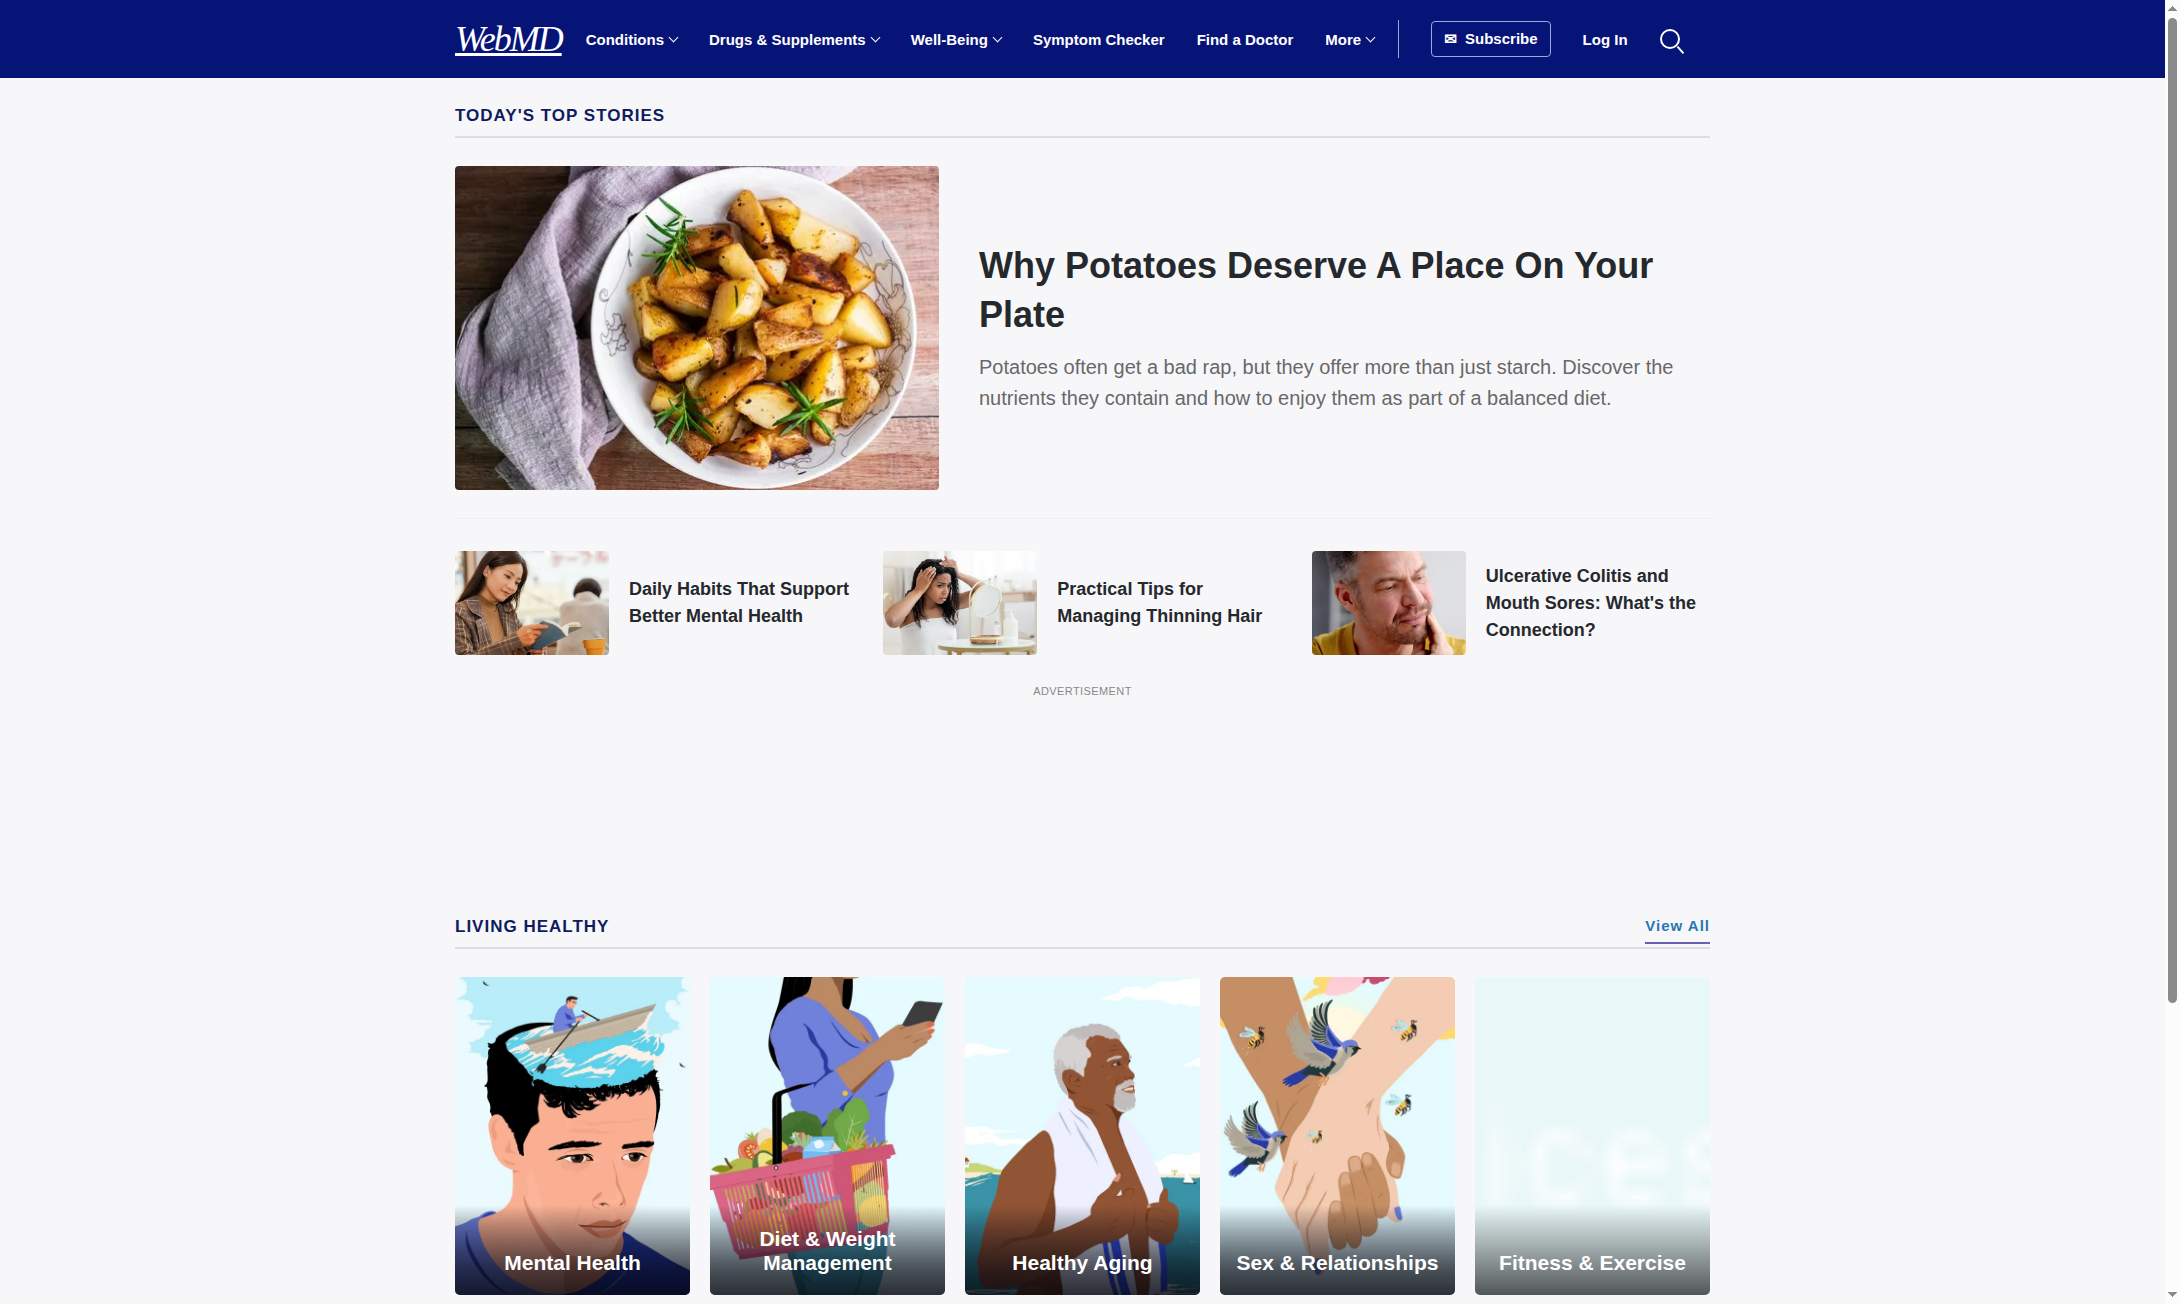 WebMD
Conditions
Drugs & Supplements
Well-Being
Symptom Checker
Find a Doctor
More
Subscribe
Log In
TODAY'S TOP STORIES
Why Potatoes Deserve A Place On Your
Plate
Potatoes often get a bad rap, but they offer more than just starch. Discover the
nutrients they contain and how to enjoy them as part of a balanced diet.
Daily Habits That Support
Better Mental Health
Practical Tips for
Managing Thinning Hair
Ulcerative Colitis and
Mouth Sores: What's the
Connection?
ADVERTISEMENT
LIVING HEALTHY
View All
Mental Health
Diet & Weight
Management
Healthy Aging
Sex & Relationships
ices
Fitness & Exercise